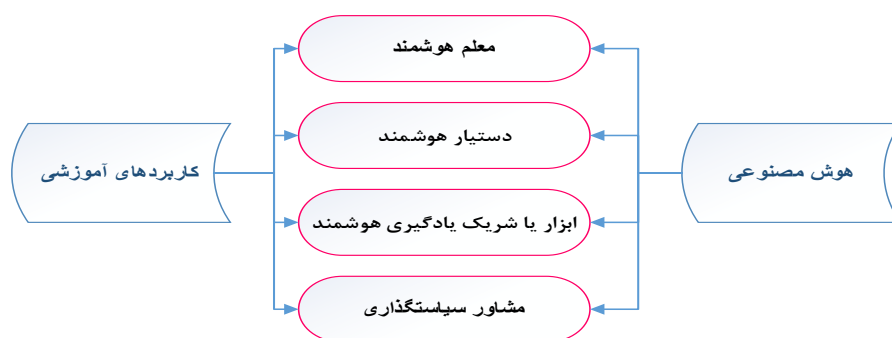 هوش مصنوعی
معلم هوشمند
دستیار هوشمند
ابزار یا شریک یادگیری هوشمند
مشاور سیاستگذاری
کاربردهای آموزشی